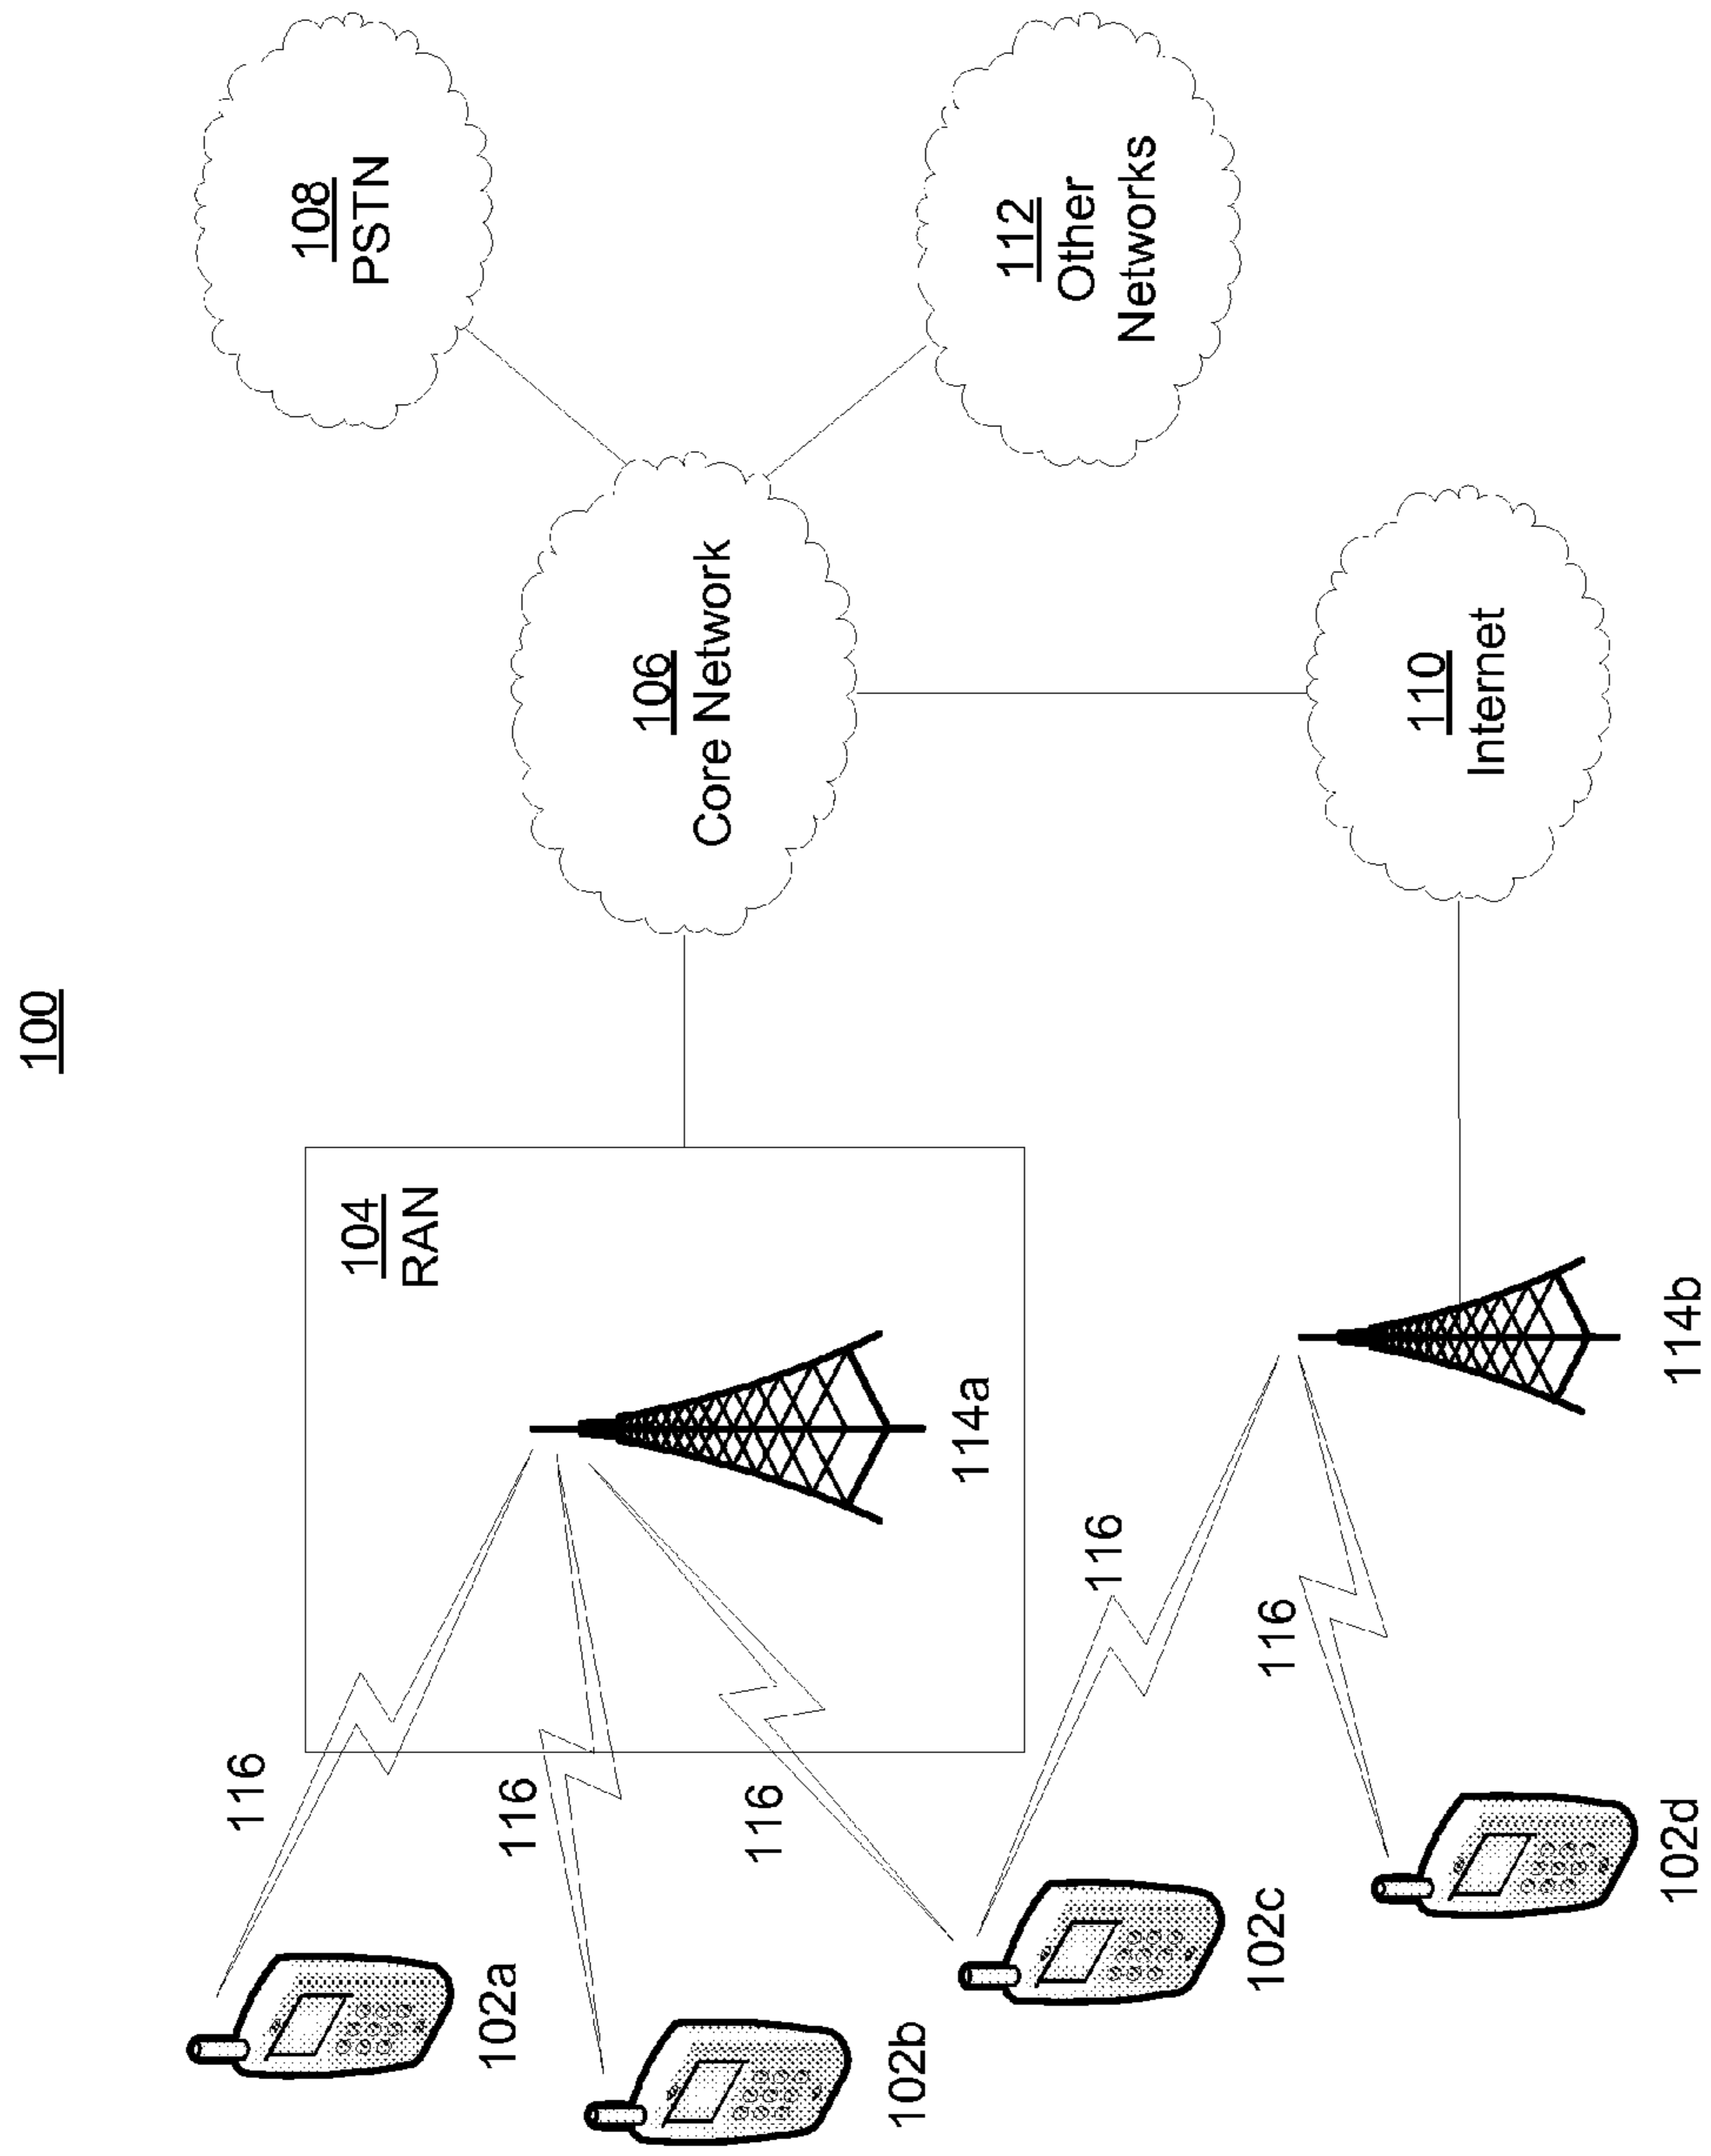 100
116
108
PSTN
104
RAN
102a
116
106
Core Network
116
102b
114a
112
Other
Networks
116
102c
116
110
Internet
102d
114b